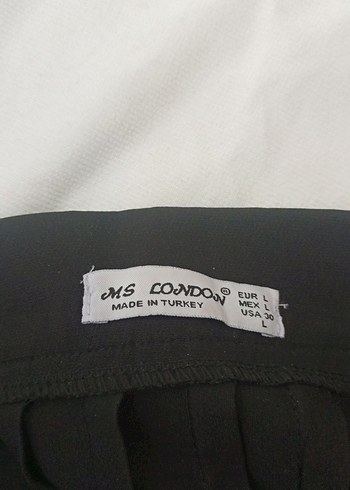 MS LONDON®
MADE IN TURKEY
EUR L
MEX L
USA 30
L